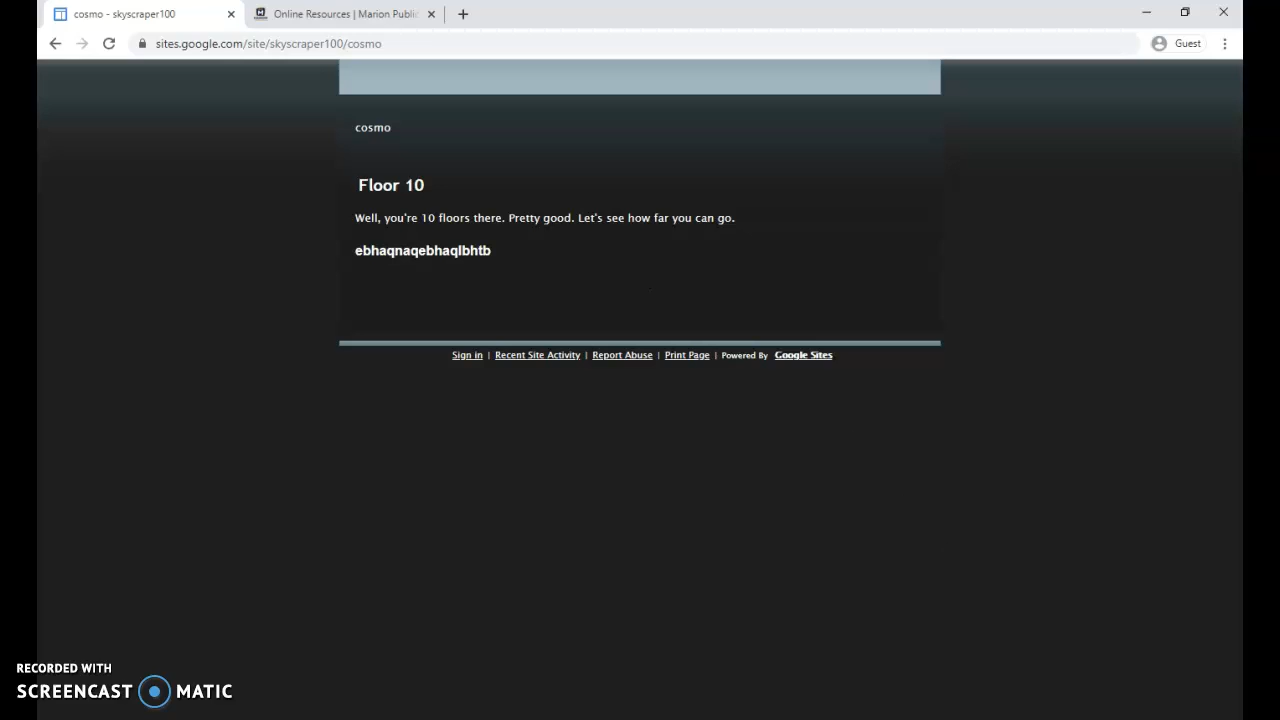 cosmo - skyscraper100
Online Resources | Marion Public
sites.google.com/site/skyscraper100/cosmo
Guest
cosmo
Floor 10
Well, you're 10 floors there. Pretty good. Let's see how far you can go.
ebhaqnaqebhaqlbhtb
Sign in | Recent Site Activity | Report Abuse | Print Page | Powered By Google Sites
RECORDED WITH
SCREENCAST MATIC